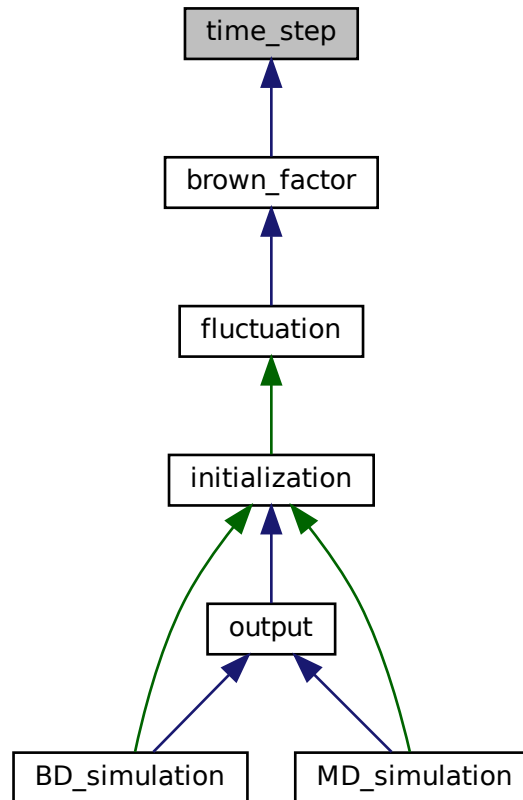 time_step
brown_factor
fluctuation
initialization
output
BD_simulation
MD_simulation